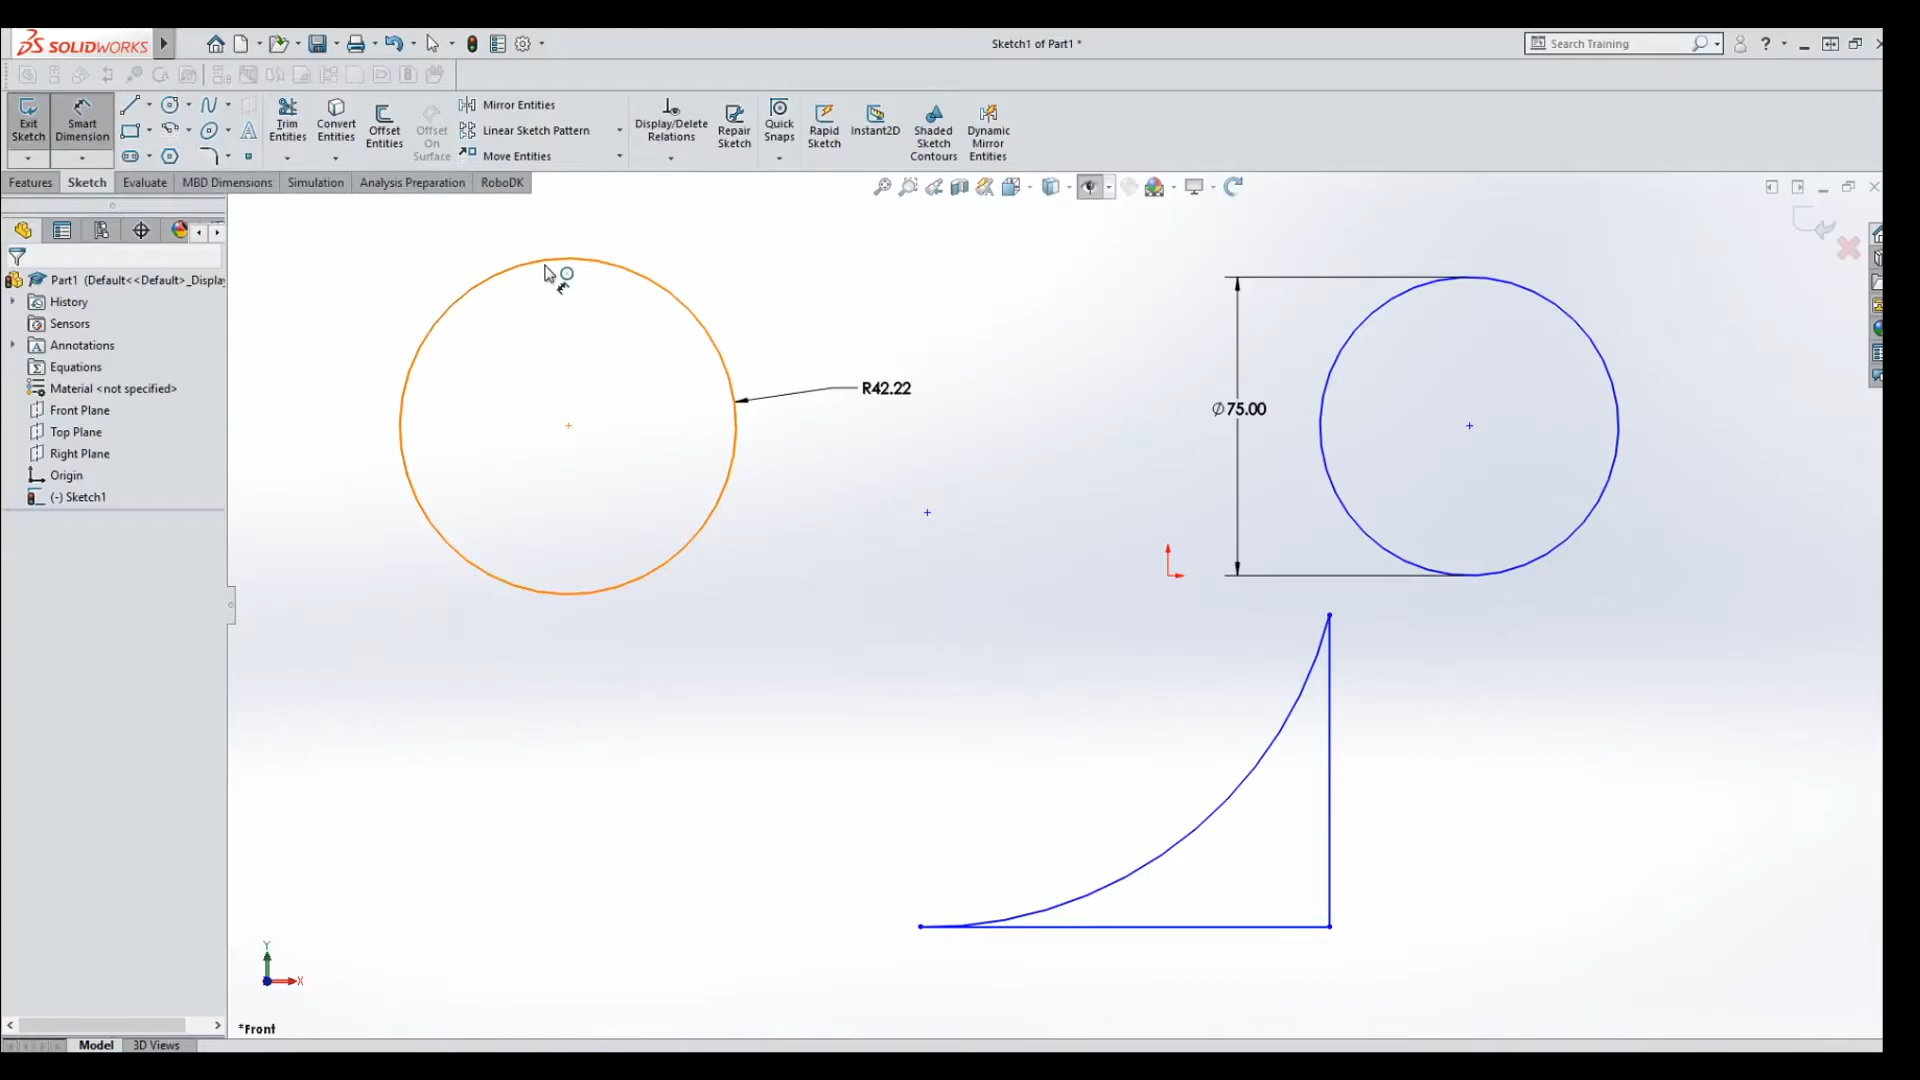 SOLIDWORKS
Sketch1 of Part1 *
Search Training
?
Exit Sketch
Smart Dimension
Trim Entities
Convert Entities
Offset Entities
Offset On Surface
Mirror Entities
Linear Sketch Pattern
Move Entities
Display/Delete Relations
Repair Sketch
Quick Snaps
Rapid Sketch
Instant2D
Shaded Sketch Contours
Dynamic Mirror Entities
Features
Sketch
Evaluate
MBD Dimensions
Simulation
Analysis Preparation
RoboDK
Part1 (Default<<Default>_Displa
History
Sensors
Annotations
Equations
Material <not specified>
Front Plane
Top Plane
Right Plane
Origin
(-) Sketch1
R42.22
∅75.00
Y
X
*Front
Model
3D Views